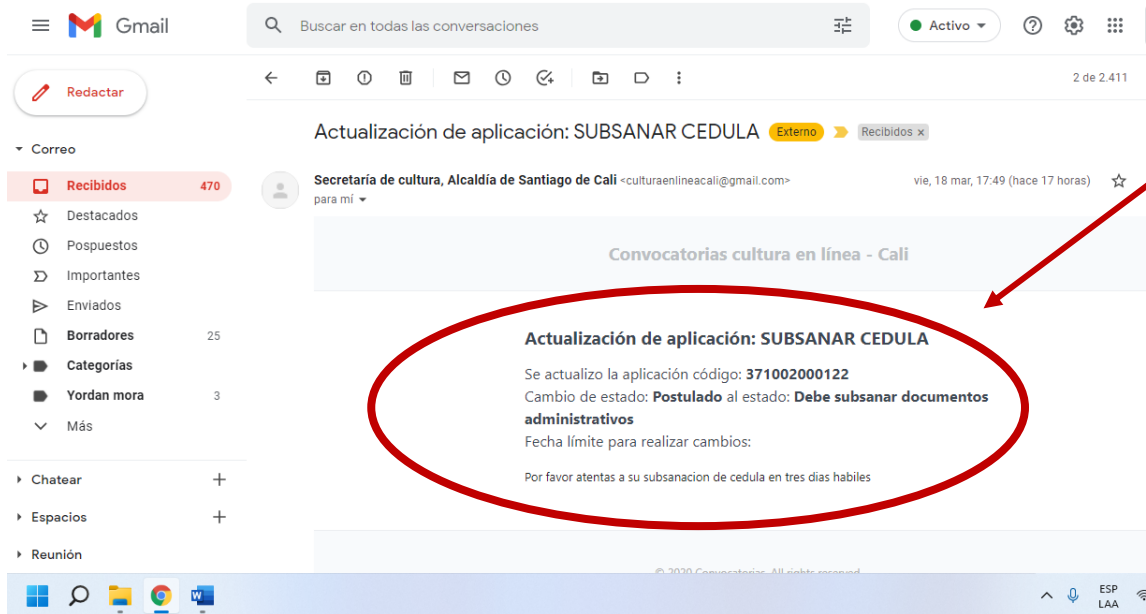 Gmail
Buscar en todas las conversaciones
Activo
Redactar
2 de 2.411
Correo
Recibidos 470
Destacados
Pospuestos
Importantes
Enviados
Borradores 25
Categorías
Yordan mora 3
Más
Chatear
Espacios
Reunión
Actualización de aplicación: SUBSANAR CEDULA Externo Recibidos x
Secretaría de cultura, Alcaldía de Santiago de Cali <culturaenlineacali@gmail.com> vie, 18 mar, 17:49 (hace 17 horas)
para mí
Convocatorias cultura en línea - Cali
Actualización de aplicación: SUBSANAR CEDULA
Se actualizo la aplicación código: 371002000122
Cambio de estado: Postulado al estado: Debe subsanar documentos
administrativos
Fecha límite para realizar cambios:
Por favor atentas a su subsanacion de cedula en tres dias habiles
© 2020 Convocatorias. All rights reserved.
ESP
LAA